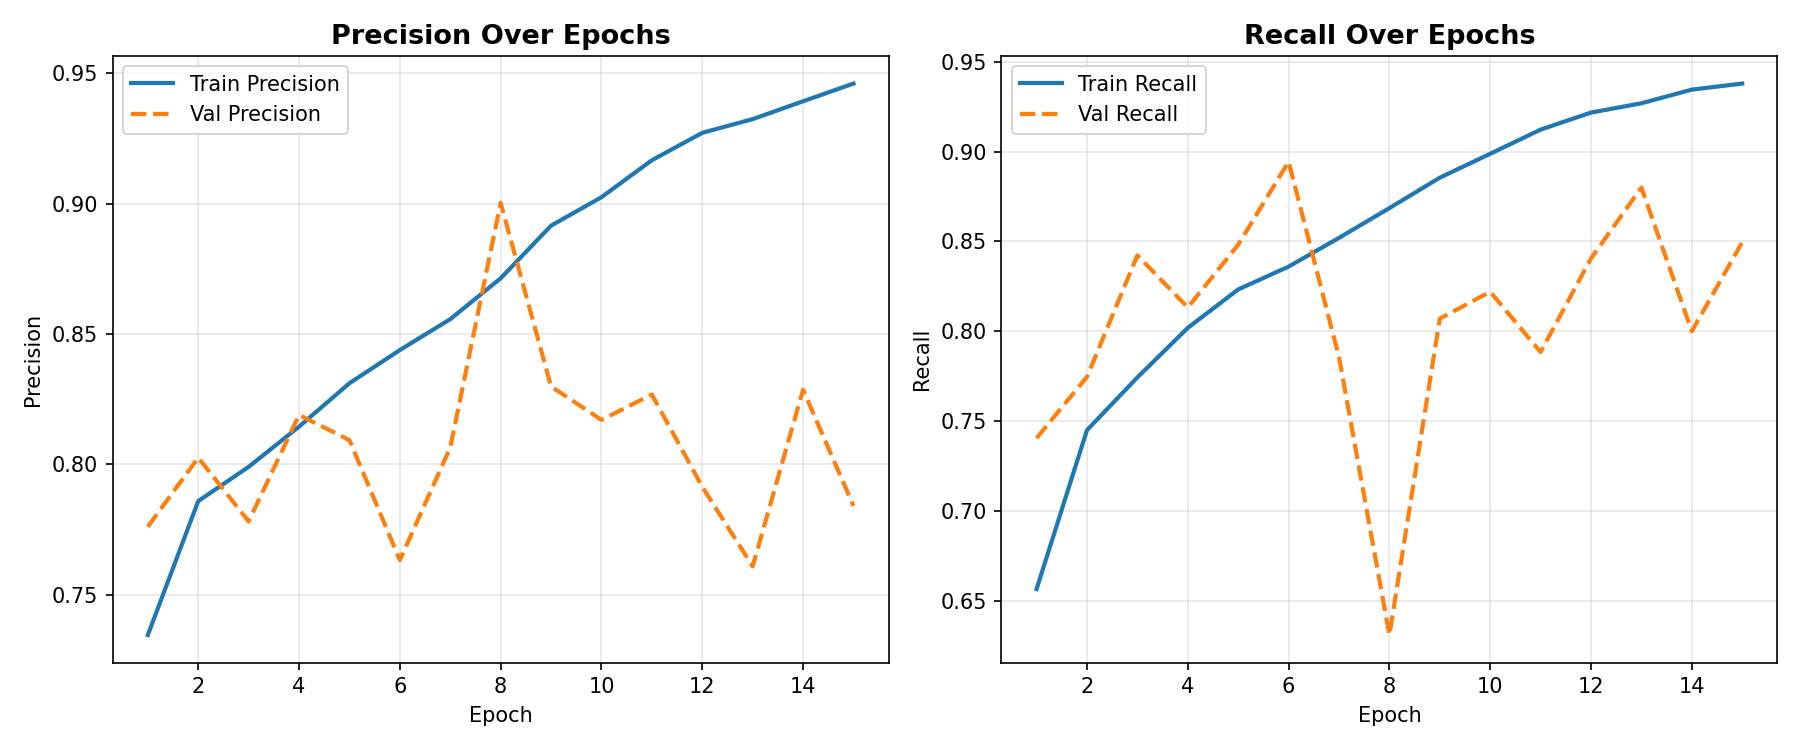 Precision Over Epochs
Train Precision
Val Precision
0.95
0.90
0.85
0.80
0.75
Precision
2 4 6 8 10 12 14
Epoch
Recall Over Epochs
Train Recall
Val Recall
0.95
0.90
0.85
0.80
0.75
0.70
0.65
Recall
2 4 6 8 10 12 14
Epoch